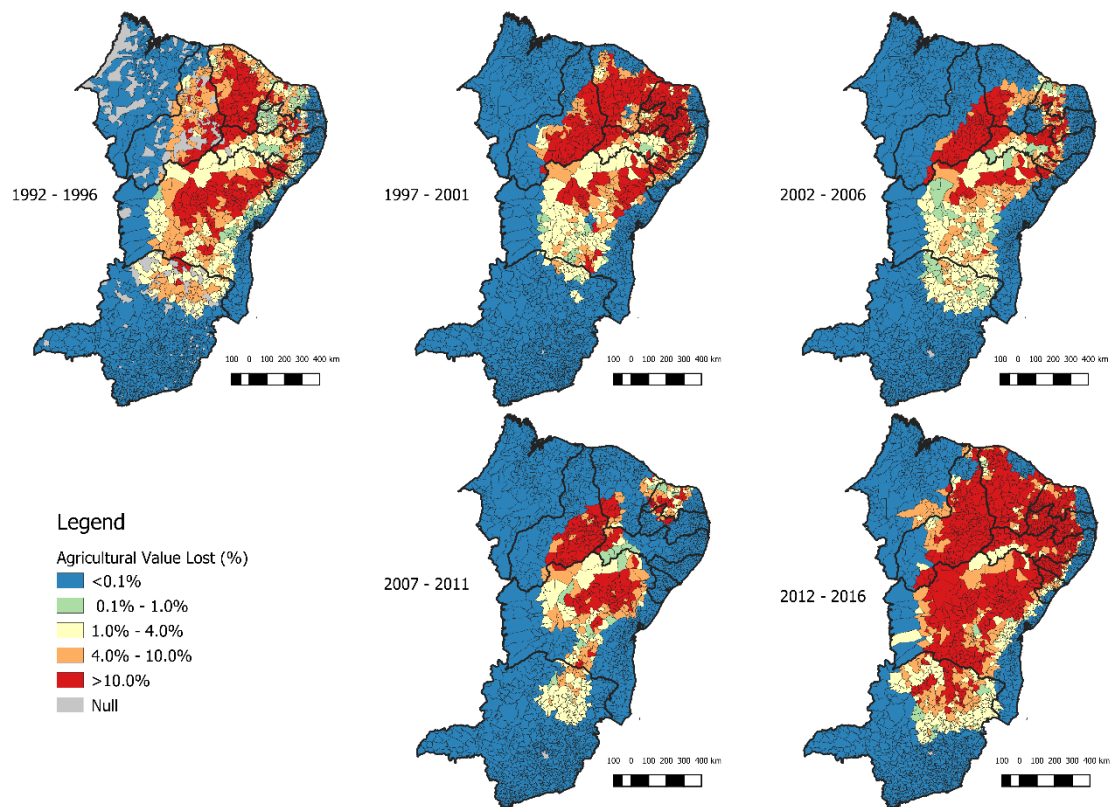 1992 - 1996
100 0 100 200 300 400 km
1997 - 2001
100 0 100 200 300 400 km
2002 - 2006
100 0 100 200 300 400 km
Legend
Agricultural Value Lost (%)
<0.1%
0.1% - 1.0%
1.0% - 4.0%
4.0% - 10.0%
>10.0%
Null
2007 - 2011
100 0 100 200 300 400 km
2012 - 2016
100 0 100 200 300 400 km